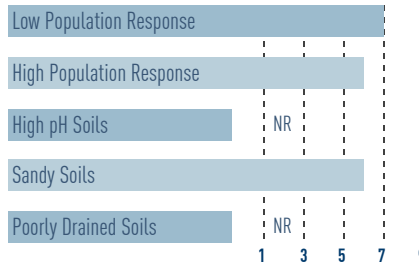 Low Population Response
High Population Response
High pH Soils NR
Sandy Soils
Poorly Drained Soils NR
1 3 5 7